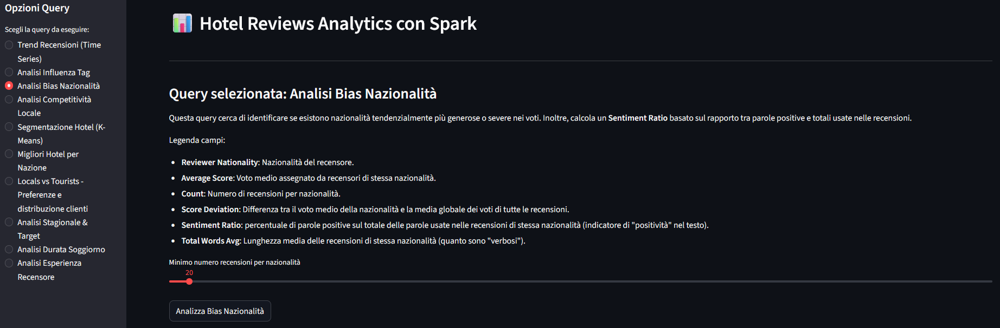 Opzioni Query
Scegli la query da eseguire:
Trend Recensioni (Time
Series)
Analisi Influenza Tag
Analisi Bias Nazionalità
Analisi Competitività
Locale
Segmentazione Hotel (K-
Means)
Migliori Hotel per
Nazione
Locals vs Tourists -
Preferenze e
distribuzione clienti
Analisi Stagionale &
Target
Analisi Durata Soggiorno
Analisi Esperienza
Recensore
Hotel Reviews Analytics con Spark
Query selezionata: Analisi Bias Nazionalità
Questa query cerca di identificare se esistono nazionalità tendenzialmente più generose o severe nei voti. Inoltre, calcola un Sentiment Ratio basato sul rapporto tra parole positive e totali usate nelle recensioni.
Legenda campi:
Reviewer Nationality: Nazionalità del recensore.
Average Score: Voto medio assegnato da recensori di stessa nazionalità.
Count: Numero di recensioni per nazionalità.
Score Deviation: Differenza tra il voto medio della nazionalità e la media globale dei voti di tutte le recensioni.
Sentiment Ratio: percentuale di parole positive sul totale delle parole usate nelle recensioni di stessa nazionalità (indicatore di "positività" nel testo).
Total Words Avg: Lunghezza media delle recensioni di stessa nazionalità (quanto sono "verbosi").
Minimo numero recensioni per nazionalità
20
Analizza Bias Nazionalità